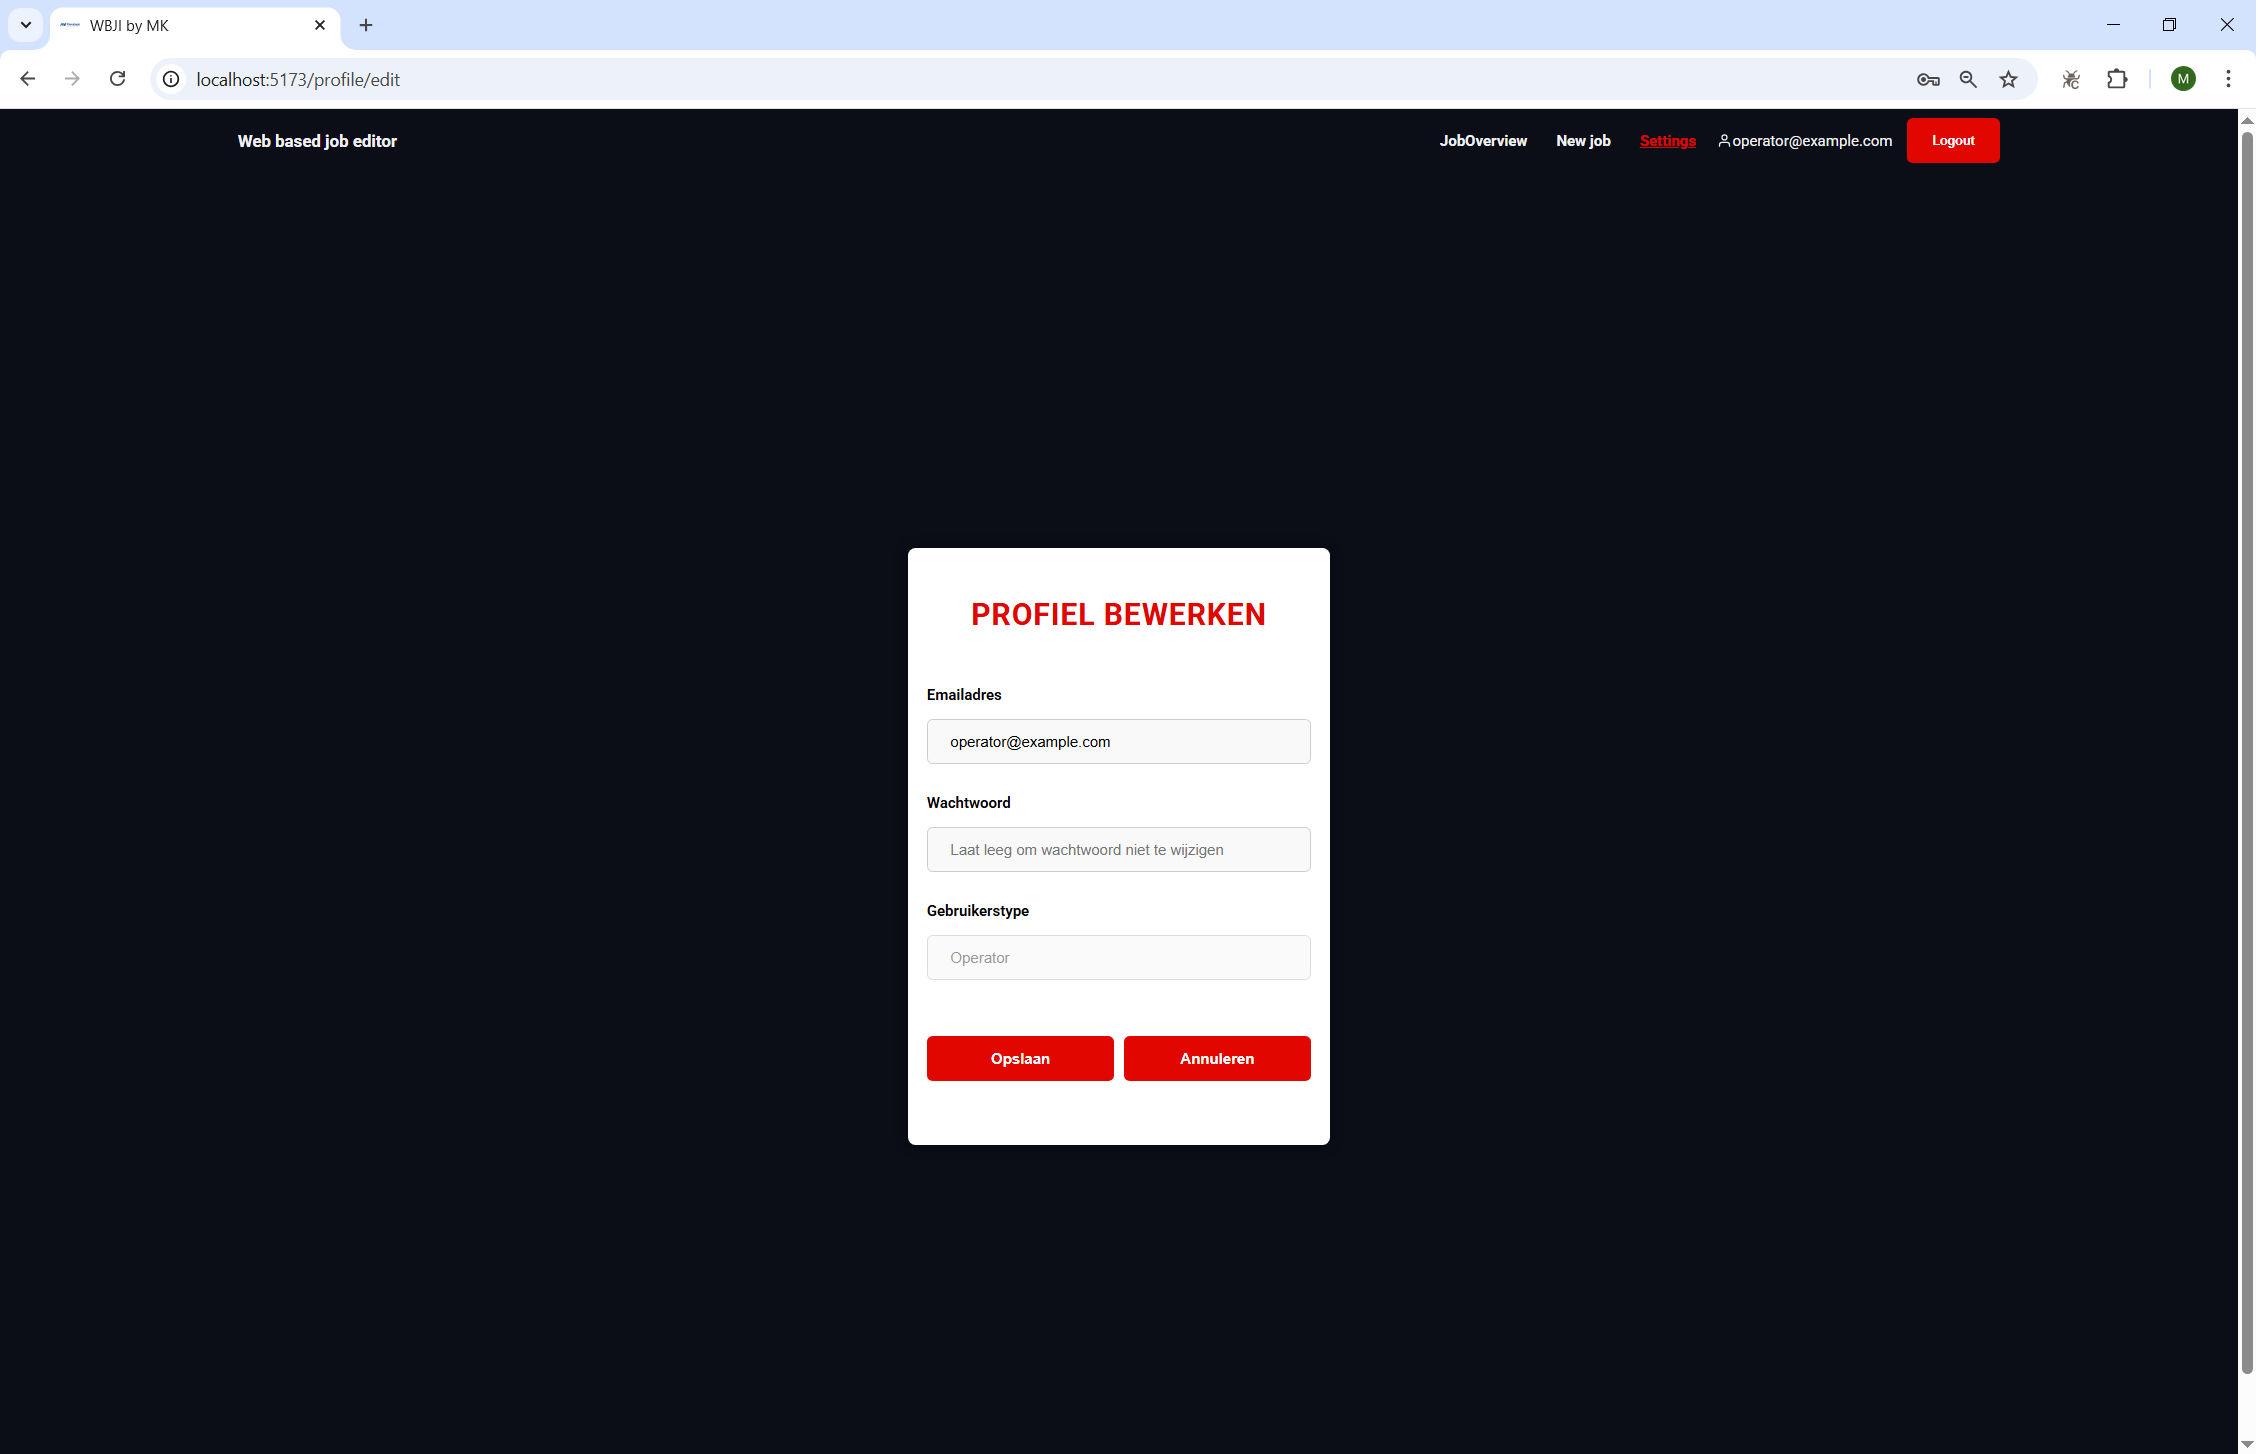 WBJI by MK
localhost:5173/profile/edit
M
Web based job editor
JobOverview New job Settings operator@example.com Logout
PROFIEL BEWERKEN
Emailadres
operator@example.com
Wachtwoord
Laat leeg om wachtwoord niet te wijzigen
Gebruikerstype
Operator
Opslaan Annuleren